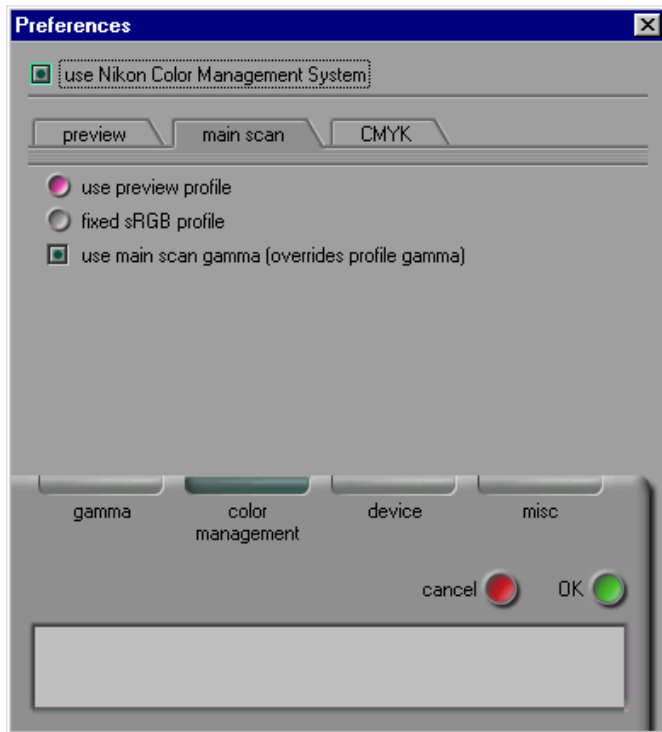 Preferences
use Nikon Color Management System
preview main scan CMYK
use preview profile
fixed sRGB profile
use main scan gamma (overrides profile gamma)
gamma color management device misc
cancel OK